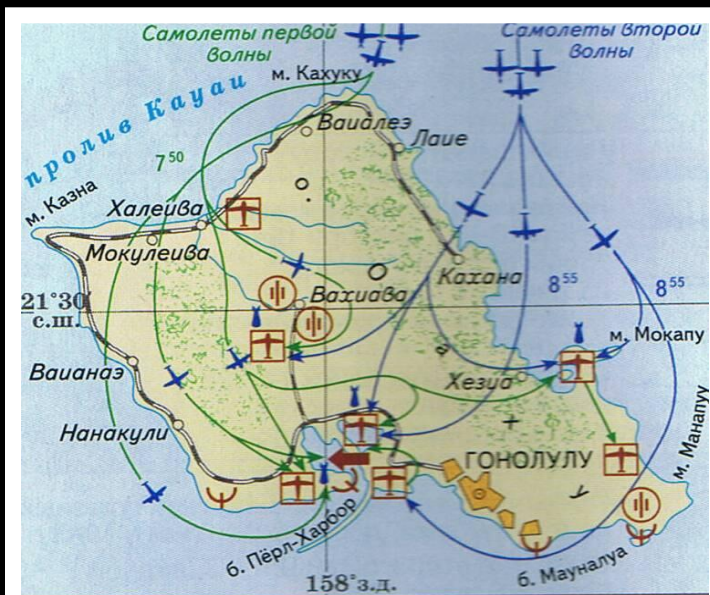 Самолеты первой
волны
Самолеты второй
волны
м. Кахуку
пролив Кауаи
7⁵⁰
Ваиалеэ
Лаие
м. Казна
Халеива
Мокулеива
Кахана
21°30'
с.ш.
Вахиава
8⁵⁵
8⁵⁵
м. Мокапу
Ваианаэ
Хезиа
Нанакули
ГОНОЛУЛУ
м. Манапуу
б. Пёрл-Харбор
б. Мауналуа
158°з.д.